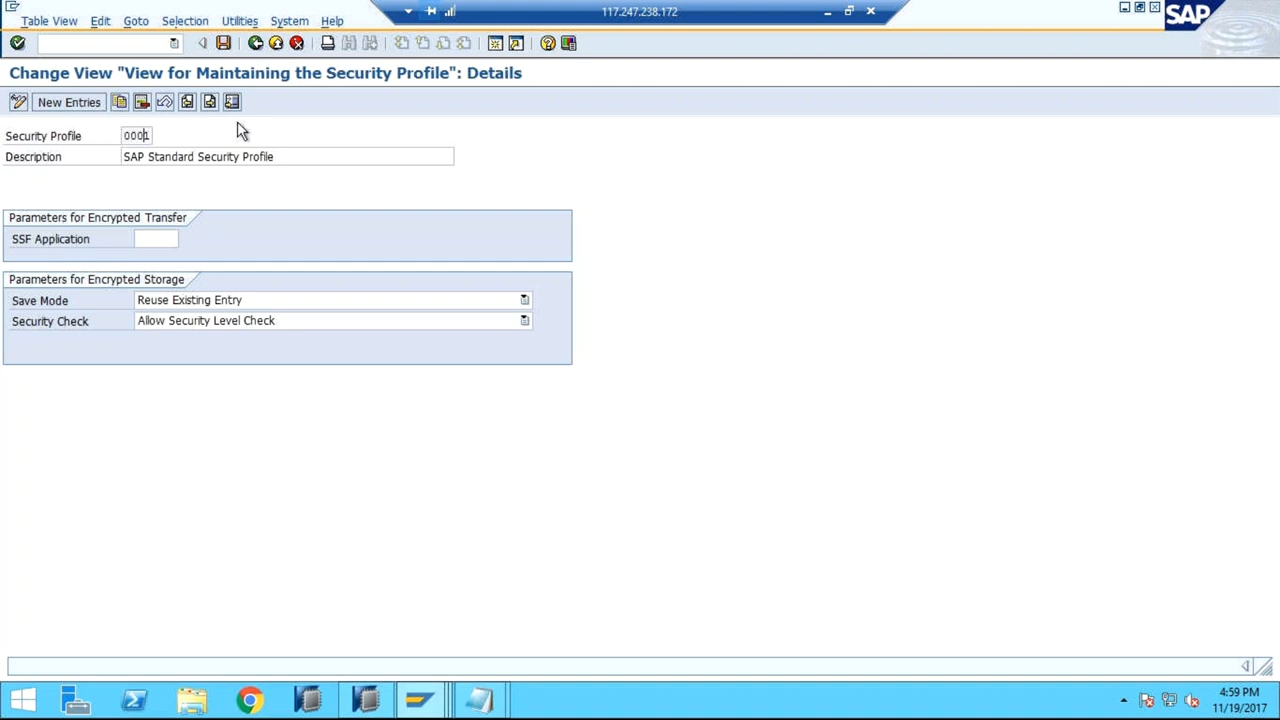 117.247.238.172
Table View Edit Goto Selection Utilities System Help
SAP
Change View "View for Maintaining the Security Profile": Details
New Entries
Security Profile 0001
Description SAP Standard Security Profile
Parameters for Encrypted Transfer
SSF Application
Parameters for Encrypted Storage
Save Mode Reuse Existing Entry
Security Check Allow Security Level Check
4:59 PM
11/19/2017